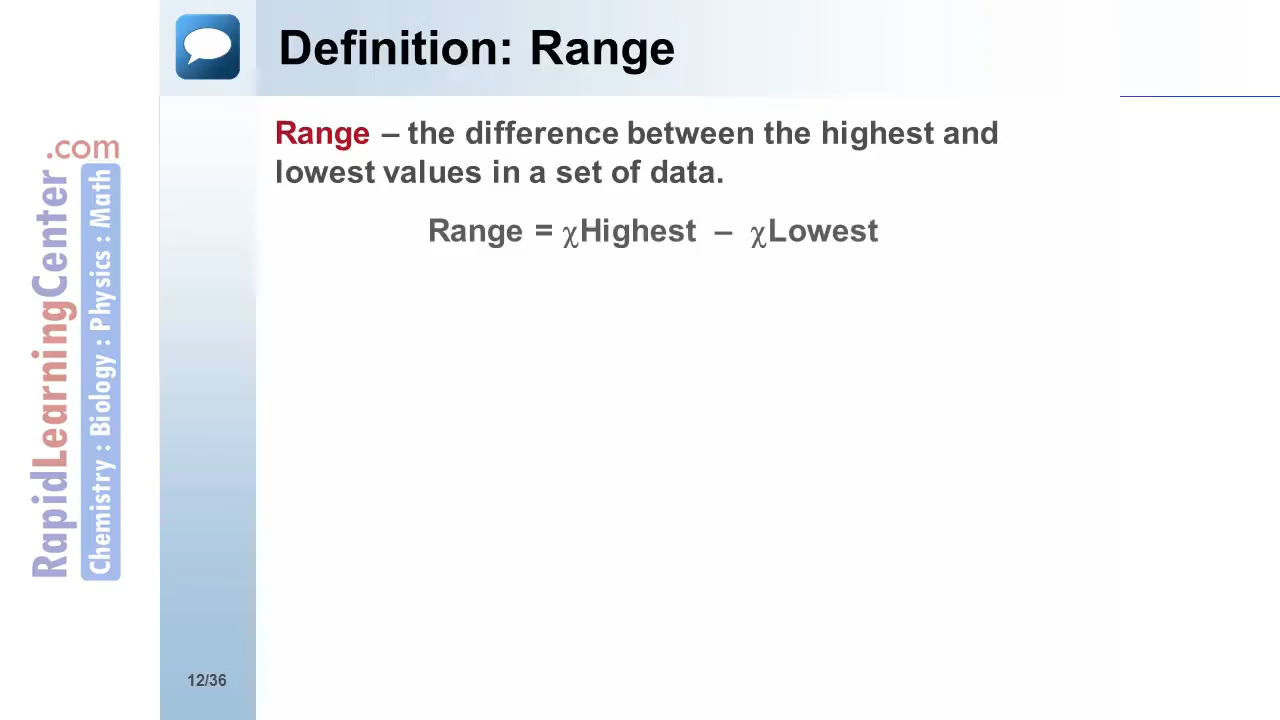 Definition: Range
Range – the difference between the highest and
lowest values in a set of data.
Range = χHighest – χLowest
RapidLearningCenter.com
Chemistry : Biology : Physics : Math
12/36